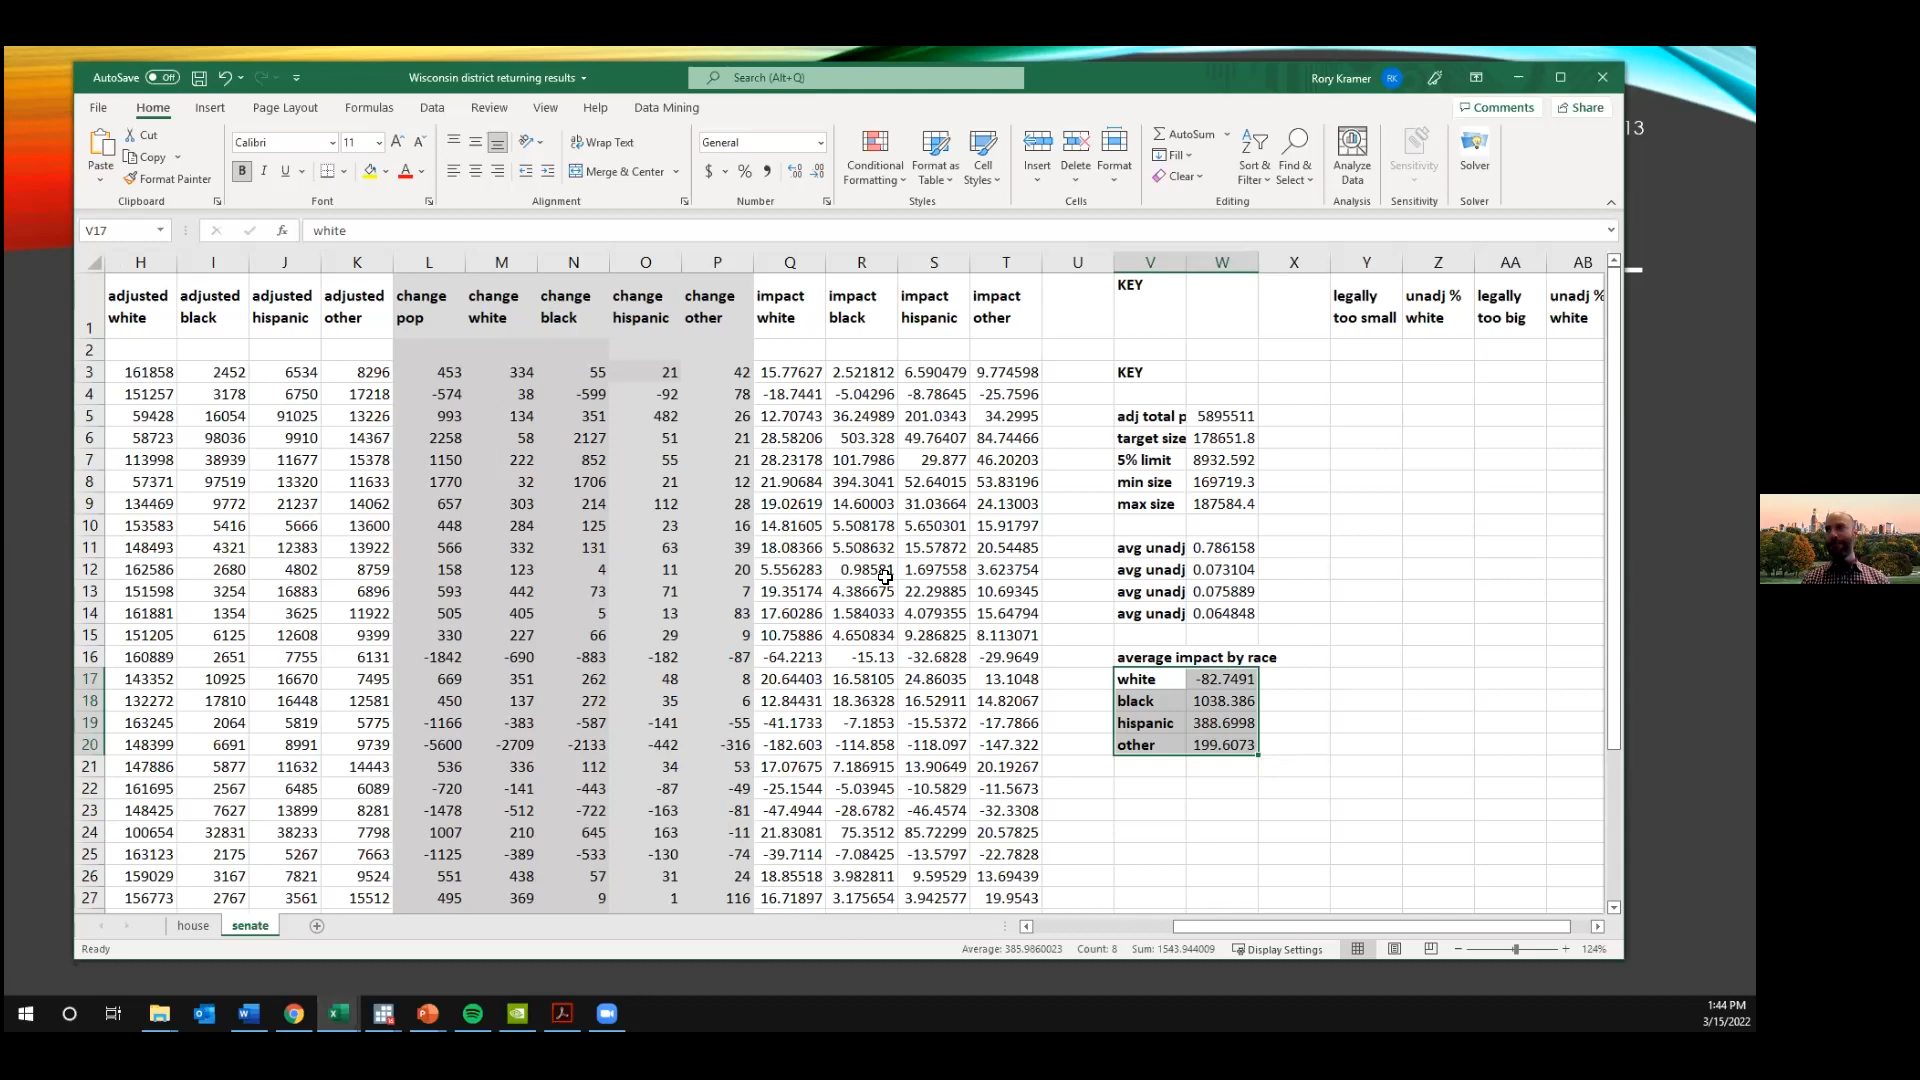 13
AutoSave Off Wisconsin district returning results Search (Alt+Q) Rory Kramer RK
File Home Insert Page Layout Formulas Data Review View Help Data Mining Comments Share
Paste Cut Copy Format Painter Clipboard
Calibri 11 B I U Font
Wrap Text Merge & Center Alignment
General $ % Number
Conditional Formatting Format as Table Cell Styles Styles
Insert Delete Format Cells
AutoSum Fill Clear Sort & Filter Find & Select Editing
Analyze Data Analysis Sensitivity Sensitivity Solver Solver
V17 fx white
H I J K L M N O P Q R S T U V W X Y Z AA AB
1 adjusted white adjusted black adjusted hispanic adjusted other change pop change white change black change hispanic change other impact white impact black impact hispanic impact other KEY legally too small unadj % white legally too big unadj % white
2
3 161858 2452 6534 8296 453 334 55 21 42 15.77627 2.521812 6.590479 9.774598 KEY
4 151257 3178 6750 17218 -574 38 -599 -92 78 -18.7441 -5.04296 -8.78645 -25.7596
5 59428 16054 91025 13226 993 134 351 482 26 12.70743 36.24989 201.0343 34.2995 adj total p 5895511
6 58723 98036 9910 14367 2258 58 2127 51 21 28.58206 503.328 49.76407 84.74466 target size 178651.8
7 113998 38939 11677 15378 1150 222 852 55 21 28.23178 101.7986 29.877 46.20203 5% limit 8932.592
8 57371 97519 13320 11633 1770 32 1706 21 12 21.90684 394.3041 52.64015 53.83196 min size 169719.3
9 134469 9772 21237 14062 657 303 214 112 28 19.02619 14.60003 31.03664 24.13003 max size 187584.4
10 153583 5416 5666 13600 448 284 125 23 16 14.81605 5.508178 5.650301 15.91797
11 148493 4321 12383 13922 566 332 131 63 39 18.08366 5.508632 15.57872 20.54485 avg unadj 0.786158
12 162586 2680 4802 8759 158 123 4 11 20 5.556283 1.697558 3.623754 avg unadj 0.073104
13 151598 3254 16883 6896 593 442 73 71 7 19.35174 4.386675 22.29885 10.69345 avg unadj 0.075889
14 161881 1354 3625 11922 505 405 5 13 83 17.60286 1.584033 4.079355 15.64794 avg unadj 0.064848
15 151205 6125 12608 9399 330 227 66 29 9 10.75886 4.650834 9.286825 8.113071
16 160889 2651 7755 6131 -1842 -690 -883 -182 -87 -64.2213 -15.13 -32.6828 -29.9649 average impact by race
17 143352 10925 16670 7495 669 351 262 48 8 20.64403 16.58105 24.86035 13.1048 white -82.7491
18 132272 17810 16448 12581 450 137 272 35 6 12.84431 18.36328 16.52911 14.82067 black 1038.386
19 163245 2064 5819 5775 -1166 -383 -587 -141 -55 -41.1733 -7.1853 -15.5372 -17.7866 hispanic 388.6998
20 148399 6691 8991 9739 -5600 -2709 -2133 -442 -316 -182.603 -114.858 -118.097 -147.322 other 199.6073
21 147886 5877 11632 14443 536 336 112 34 53 17.07675 7.186915 13.90649 20.19267
22 161695 2567 6485 6089 -720 -141 -443 -87 -49 -25.1544 -5.03945 -10.5829 -11.5673
23 148425 7627 13899 8281 -1478 -512 -722 -163 -81 -47.4944 -28.6782 -46.4574 -32.3308
24 100654 32831 38233 7798 1007 210 645 163 -11 21.83081 75.3512 85.72299 20.57825
25 163123 2175 5267 7663 -1125 -389 -533 -130 -74 -39.7114 -7.08425 -13.5797 -22.7828
26 159029 3167 7821 9524 551 438 57 31 24 18.85518 3.982811 9.59529 13.69439
27 156773 2767 3561 15512 495 369 9 1 116 16.71897 3.175654 3.942577 19.9543
house senate
Ready Average: 385.9860023 Count: 8 Sum: 1543.944009 Display Settings 124%
1:44 PM
3/15/2022